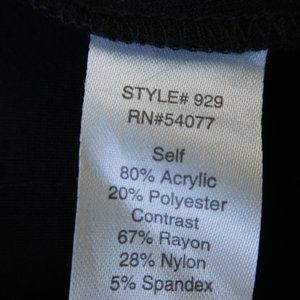 STYLE# 929
RN#54077
Self
80% Acrylic
20% Polyester
Contrast
67% Rayon
28% Nylon
5% Spandex